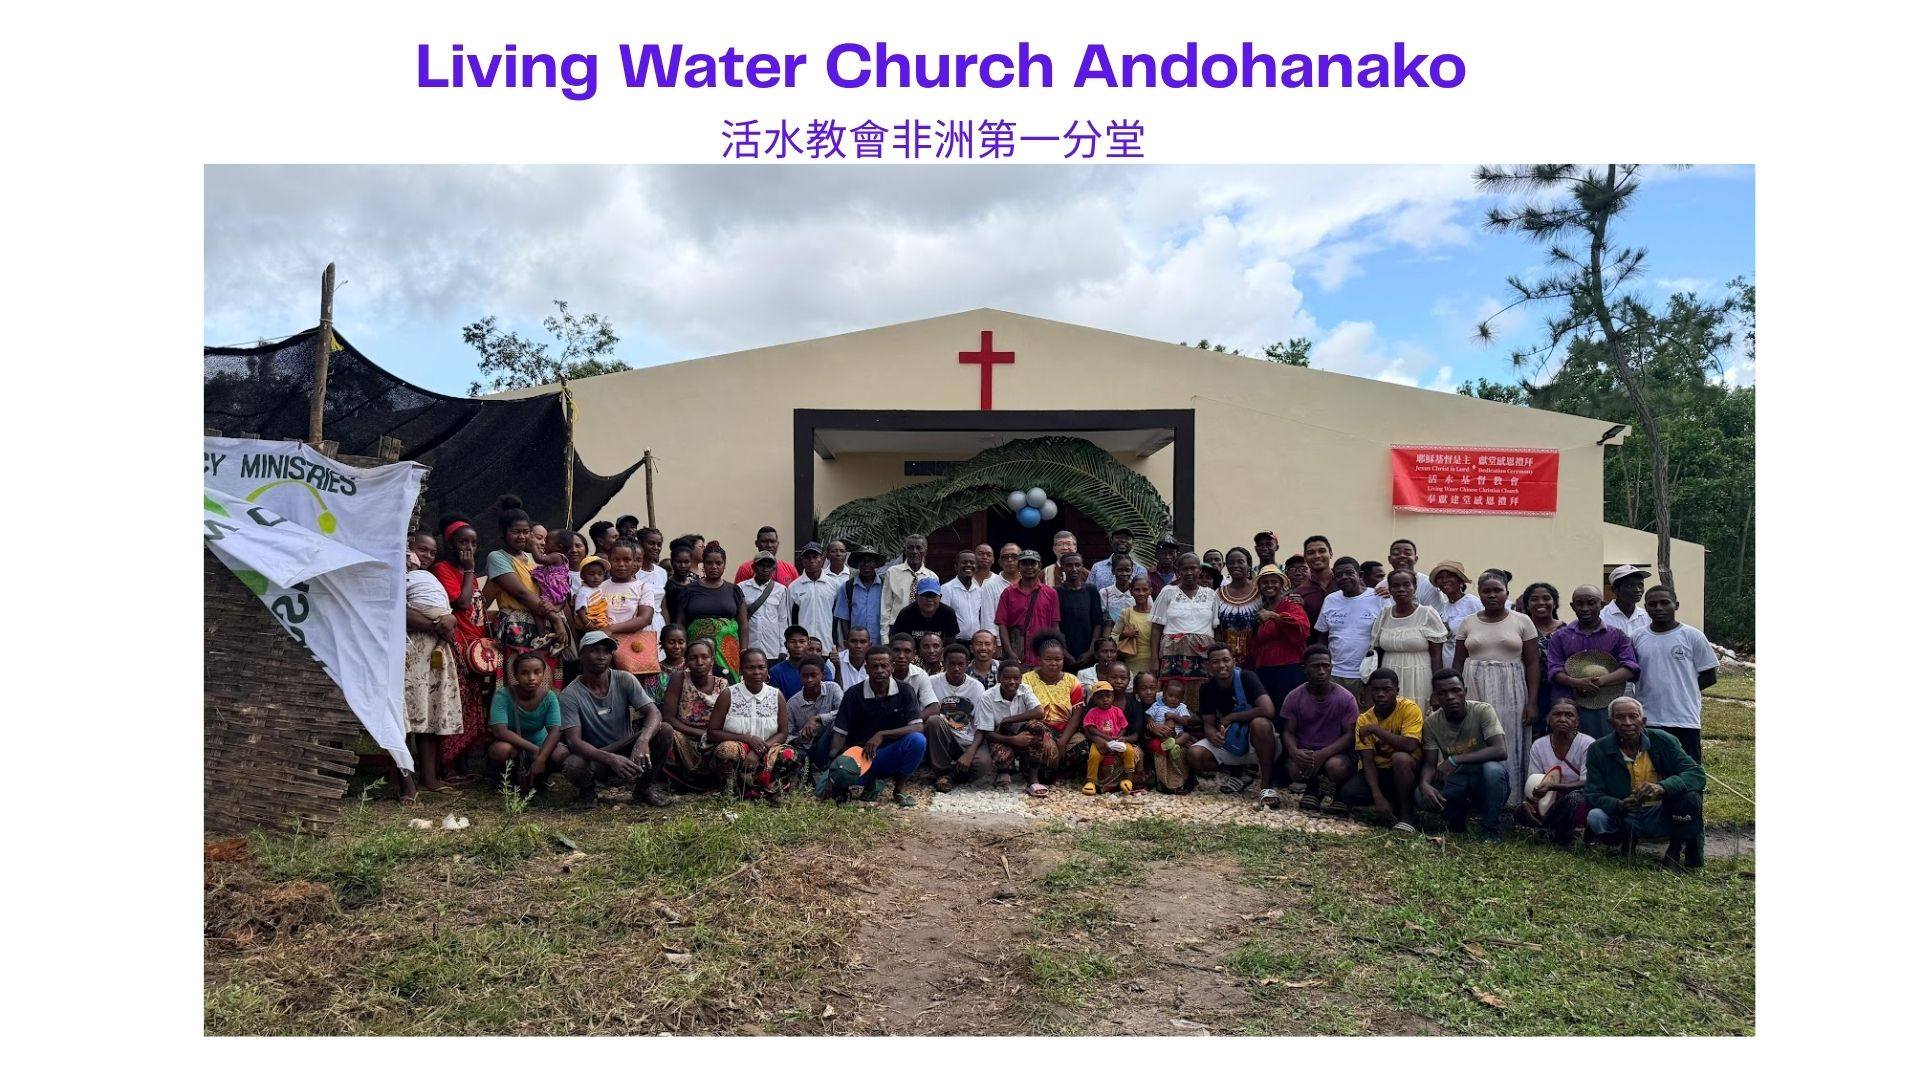 Living Water Church Andohanako
活水教會非洲第一分堂
CY MINISTRIES
耶穌基督是主 獻堂感恩禮拜
Jesus Christ is Lord Dedication Ceremony
活水基督教會
Living Water Chinese Christian Church
奉獻建堂感恩禮拜